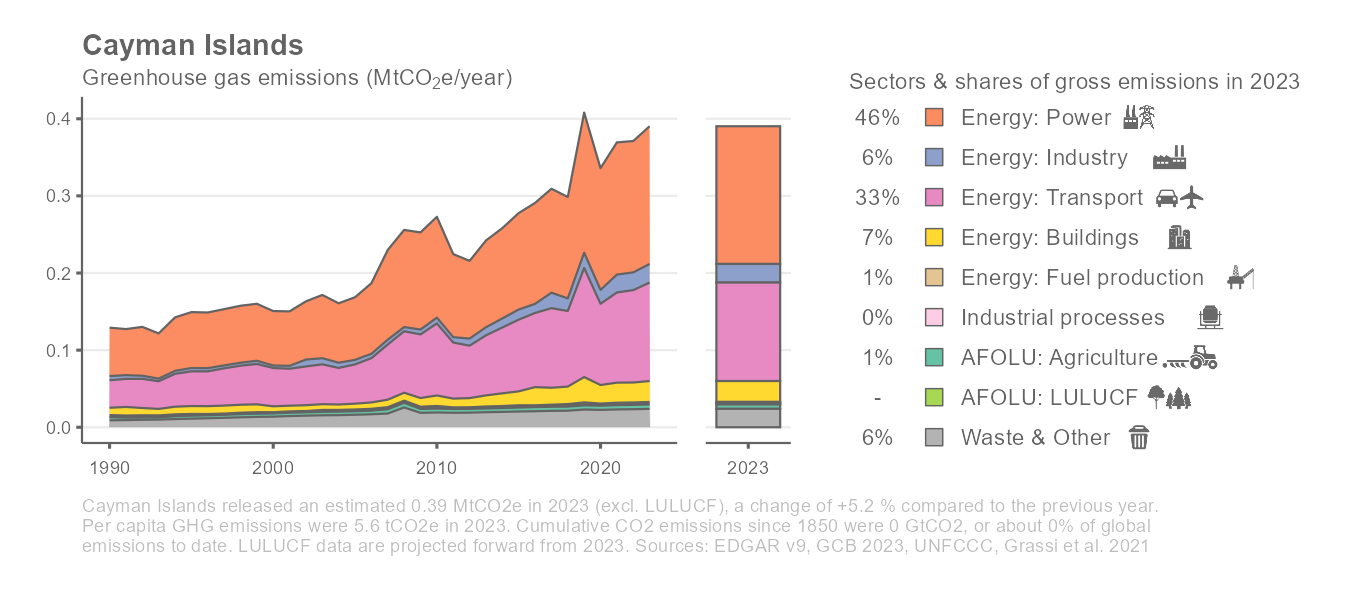 Cayman Islands
Greenhouse gas emissions (MtCO2e/year)
0.4
0.3
0.2
0.1
0.0
1990
2000
2010
2020
2023
Sectors & shares of gross emissions in 2023
46% Energy: Power
6% Energy: Industry
33% Energy: Transport
7% Energy: Buildings
1% Energy: Fuel production
0% Industrial processes
1% AFOLU: Agriculture
- AFOLU: LULUCF
6% Waste & Other
Cayman Islands released an estimated 0.39 MtCO2e in 2023 (excl. LULUCF), a change of +5.2 % compared to the previous year.
Per capita GHG emissions were 5.6 tCO2e in 2023. Cumulative CO2 emissions since 1850 were 0 GtCO2, or about 0% of global
emissions to date. LULUCF data are projected forward from 2023. Sources: EDGAR v9, GCB 2023, UNFCCC, Grassi et al. 2021